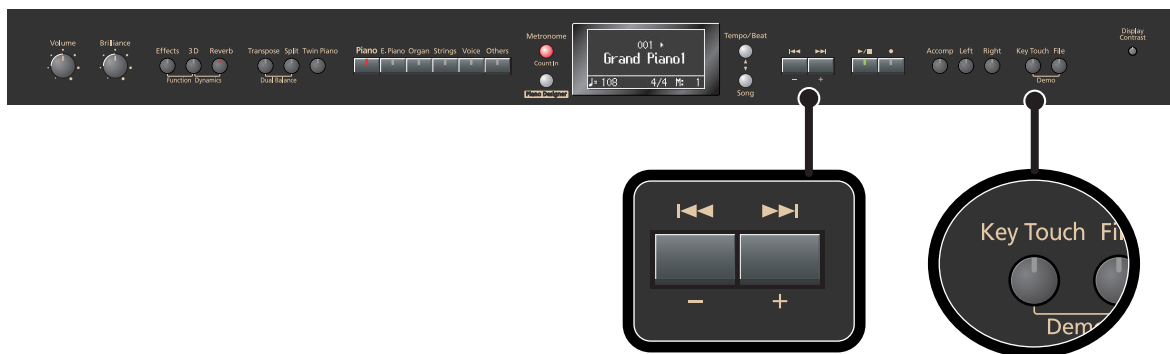 Volume
Brilliance
Effects 3D Reverb
Function Dynamics
Transpose Split Twin Piano
Dual Balance
Piano E. Piano Organ Strings Voice Others
Metronome
Count In
Piano Designer
001
Grand Piano1
♩= 108 4/4 M: 1
Tempo/Beat
Song
− +
Accomp Left Right
Key Touch File
Demo
Display
Contrast
− +
Key Touch